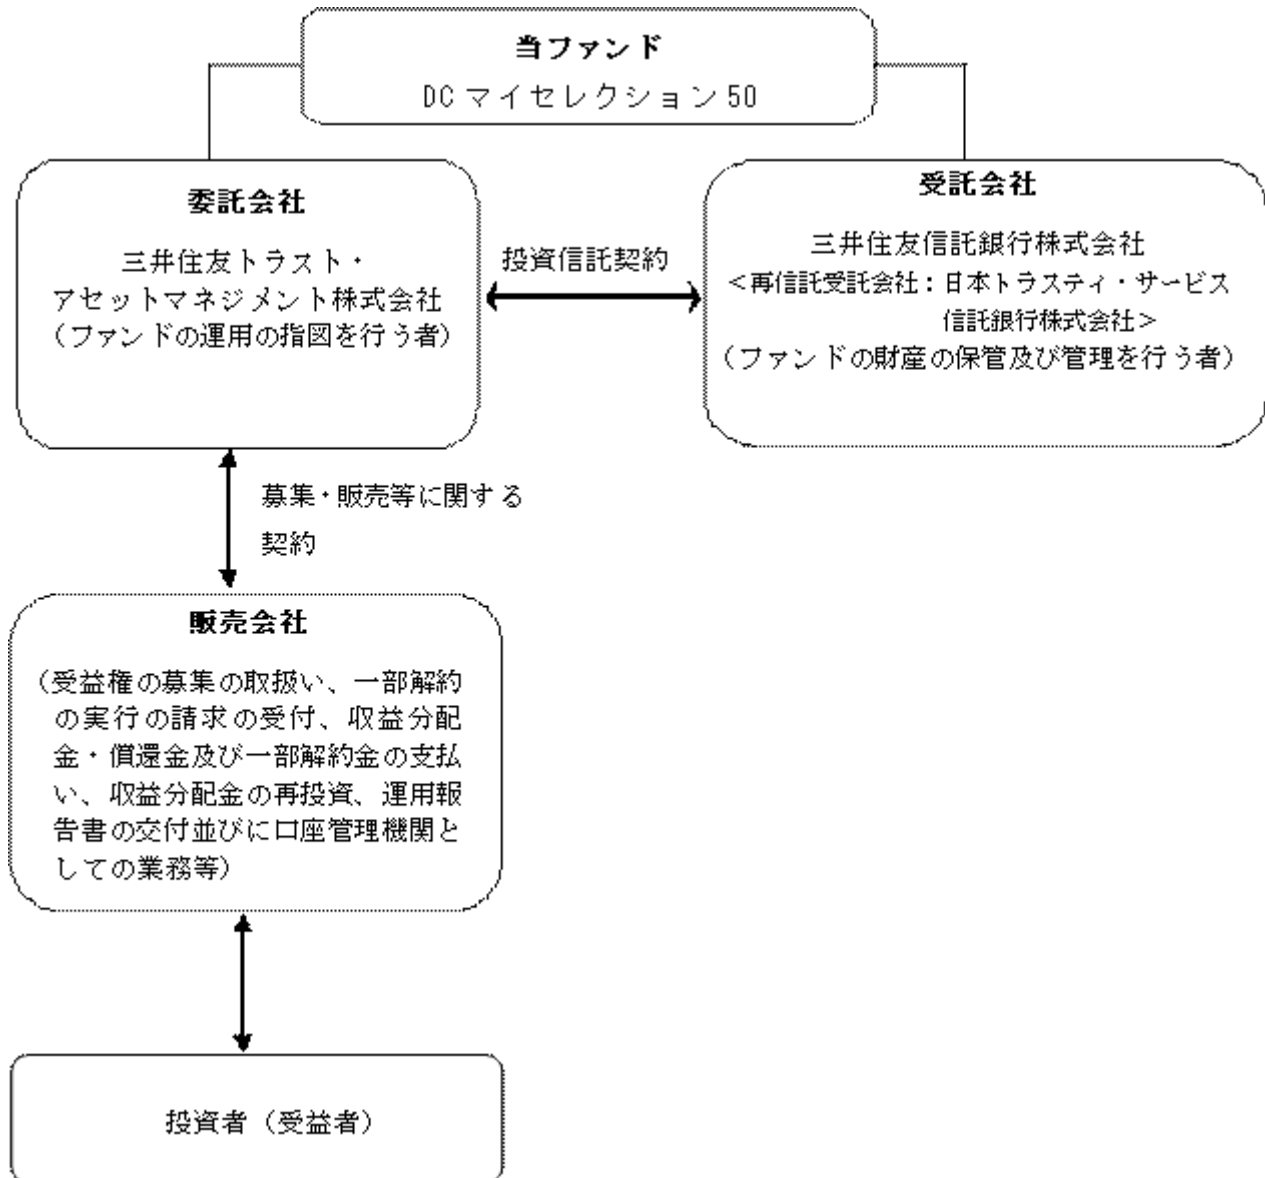 当ファンド
DCマイセレクション50
委託会社
三井住友トラスト・
アセットマネジメント株式会社
(ファンドの運用の指図を行う者)
投資信託契約
受託会社
三井住友信託銀行株式会社
<再信託受託会社:日本トラスティ・サービス
信託銀行株式会社>
(ファンドの財産の保管及び管理を行う者)
募集・販売等に関する
契約
販売会社
(受益権の募集の取扱い、一部解約
の実行の請求の受付、収益分配
金・償還金及び一部解約金の支払
い、収益分配金の再投資、運用報
告書の交付並びに口座管理機関と
しての業務等)
投資者(受益者)